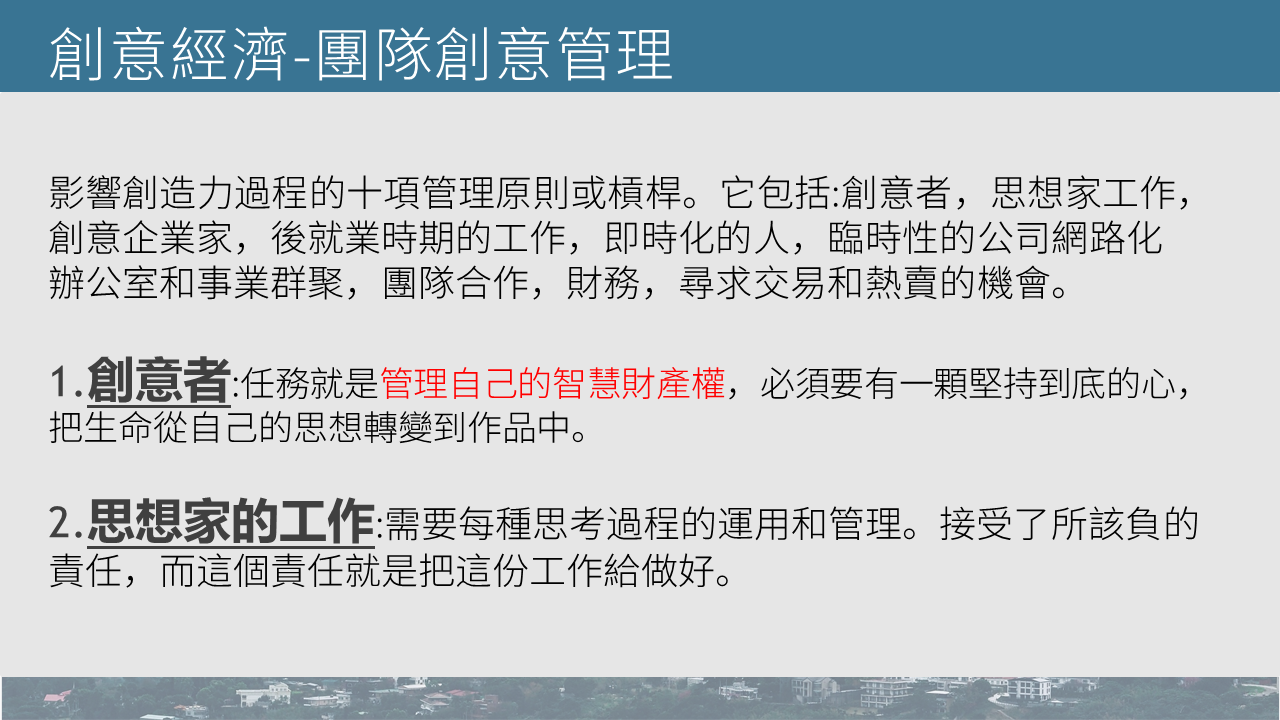 創意經濟-團隊創意管理
影響創造力過程的十項管理原則或槓桿。它包括:創意者，思想家工作，
創意企業家，後就業時期的工作，即時化的人，臨時性的公司網路化
辦公室和事業群聚，團隊合作，財務，尋求交易和熱賣的機會。
1.創意者:任務就是管理自己的智慧財產權，必須要有一顆堅持到底的心，
把生命從自己的思想轉變到作品中。
2.思想家的工作:需要每種思考過程的運用和管理。接受了所該負的
責任，而這個責任就是把這份工作給做好。